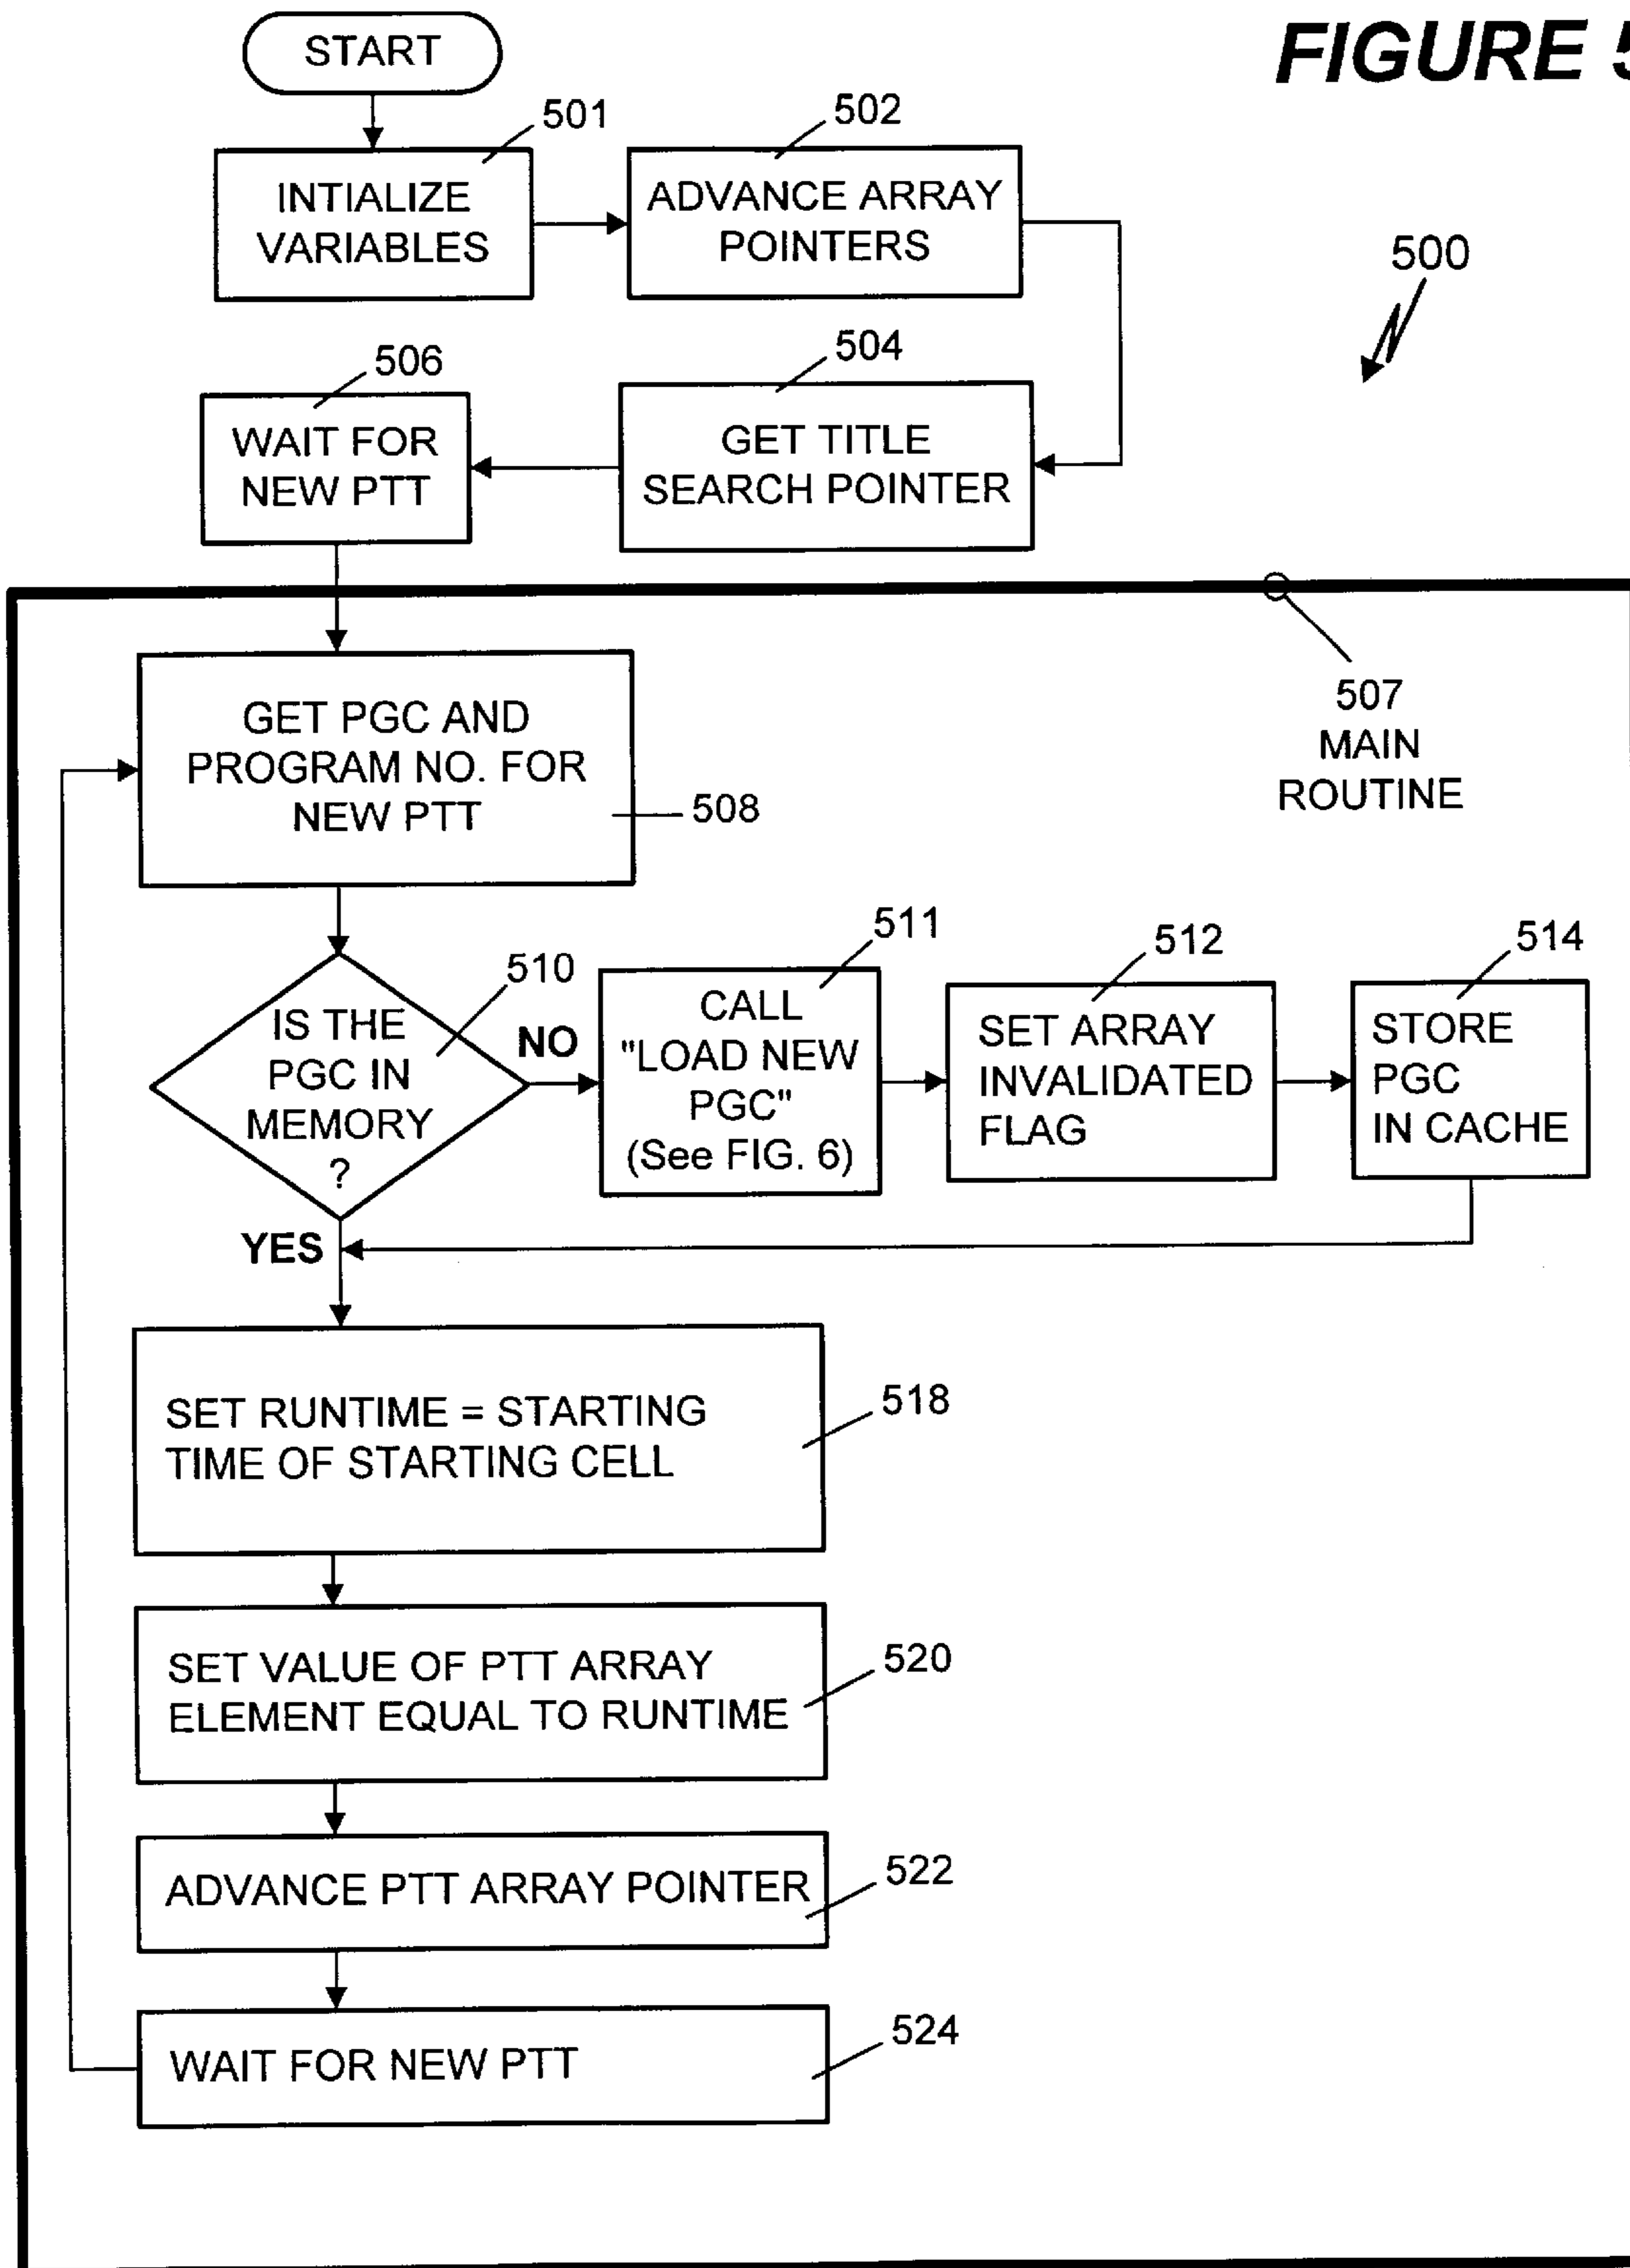 FIGURE 5
START
501
INTIALIZE
VARIABLES
502
ADVANCE ARRAY
POINTERS
500
504
GET TITLE
SEARCH POINTER
506
WAIT FOR
NEW PTT
507
MAIN
ROUTINE
GET PGC AND
PROGRAM NO. FOR
NEW PTT
508
510
IS THE
PGC IN
MEMORY
?
NO
YES
511
CALL
"LOAD NEW
PGC"
(See FIG. 6)
512
SET ARRAY
INVALIDATED
FLAG
514
STORE
PGC
IN CACHE
SET RUNTIME = STARTING
TIME OF STARTING CELL
518
SET VALUE OF PTT ARRAY
ELEMENT EQUAL TO RUNTIME
520
ADVANCE PTT ARRAY POINTER
522
WAIT FOR NEW PTT
524